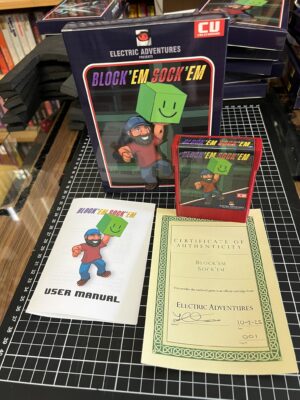 ELECTRIC ADVENTURES
PRESENTS
CU
BLOCK'EM SOCK'EM
BLOCK'EM SOCK'EM
BLOCK'EM SOCK'EM
USER MANUAL
CERTIFICATE OF
AUTHENTICITY
BLOCK'EM
SOCK'EM
ELECTRIC ADVENTURES
001